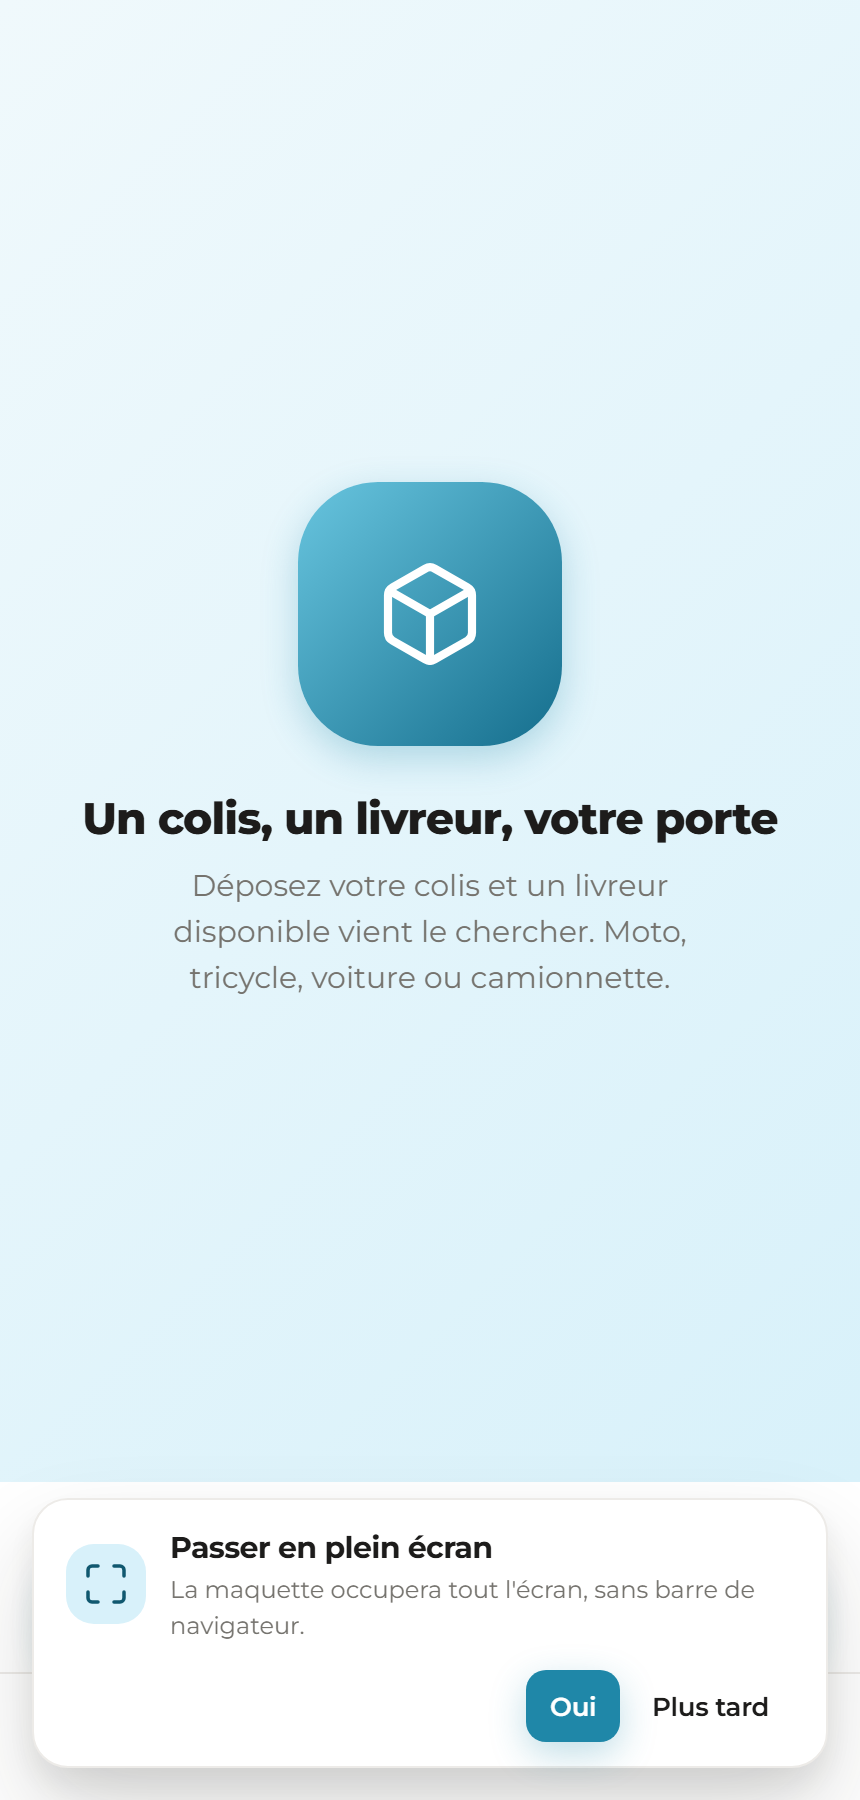 Un colis, un livreur, votre porte
Déposez votre colis et un livreur
disponible vient le chercher. Moto,
tricycle, voiture ou camionnette.
Passer en plein écran
La maquette occupera tout l'écran, sans barre de
navigateur.
Oui
Plus tard